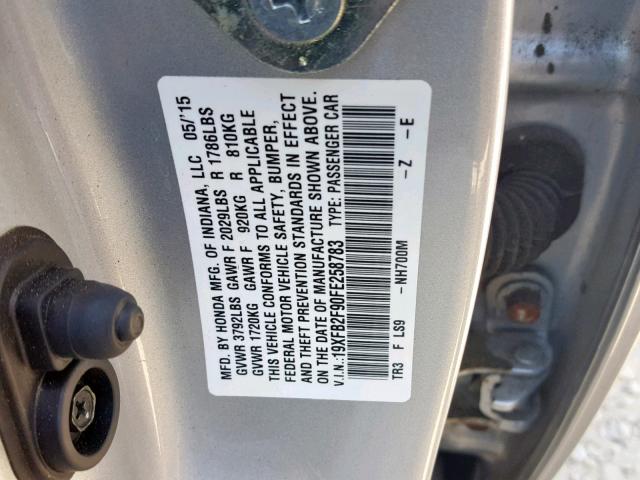 MFD. BY HONDA MFG. OF INDIANA, LLC 05/'15
GVWR 3792LBS GAWR F 2029LBS R 1786LBS
GVWR 1720KG GAWR F 920KG R 810KG
THIS VEHICLE CONFORMS TO ALL APPLICABLE
FEDERAL MOTOR VEHICLE SAFETY, BUMPER,
AND THEFT PREVENTION STANDARDS IN EFFECT
ON THE DATE OF MANUFACTURE SHOWN ABOVE.
V.I.N.:19XFB2F90FE258783 TYPE: PASSENGER CAR
TR3 F LS9 -NH700M -Z -E